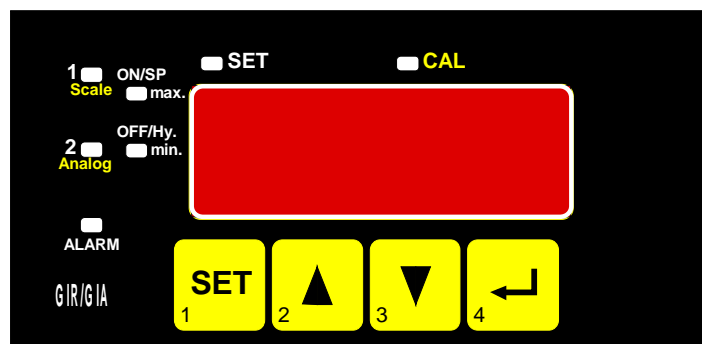 SET
CAL
1 ON/SP
Scale max.
OFF/Hy.
2 min.
Analog
ALARM
GIR/GIA
SET
1
2
3
4